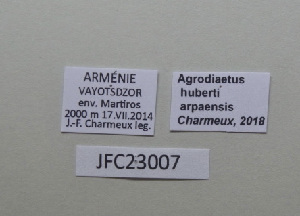 ARMÉNIE
VAYOTSDZOR
env. Martiros
2000 m 17.VII.2014
J.-F. Charmeux leg.
Agrodiaetus
huberti
arpaensis
Charmeux, 2018
JFC23007